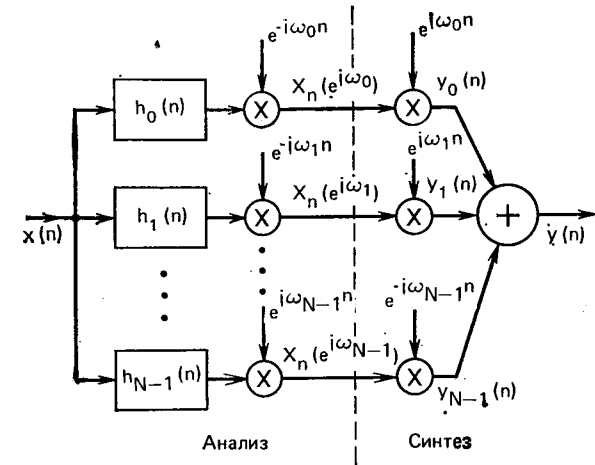 e^{-iω_0 n} e^{iω_0 n}
h_0(n) X X_n(e^{iω_0}) X y_0(n)
e^{-iω_1 n} e^{iω_1 n}
x(n) h_1(n) X X_n(e^{iω_1}) X y_1(n) + y(n)
e^{iω_{N-1} n} e^{-iω_{N-1} n}
h_{N-1}(n) X X_n(e^{iω_{N-1}}) X y_{N-1}(n)
Анализ Синтез